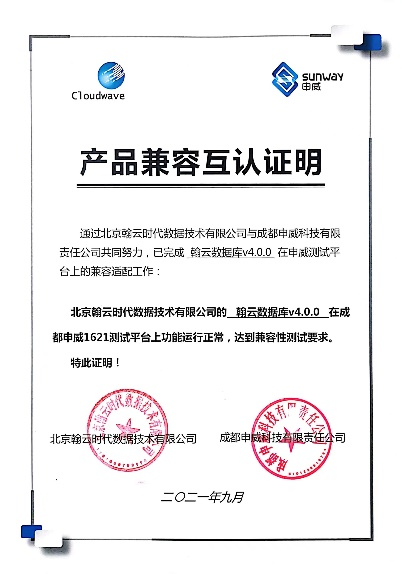 Cloudwave
sunway
申威
产品兼容互认证明
通过北京翰云时代数据技术有限公司与成都申威科技有限
责任公司共同努力，已完成 翰云数据库v4.0.0 在申威测试平
台上的兼容适配工作：
北京翰云时代数据技术有限公司的 翰云数据库v4.0.0 在成
都申威1621测试平台上功能运行正常，达到兼容性测试要求。
特此证明！
北京翰云时代数据技术有限公司
成都申威科技有限责任公司
二〇二一年九月